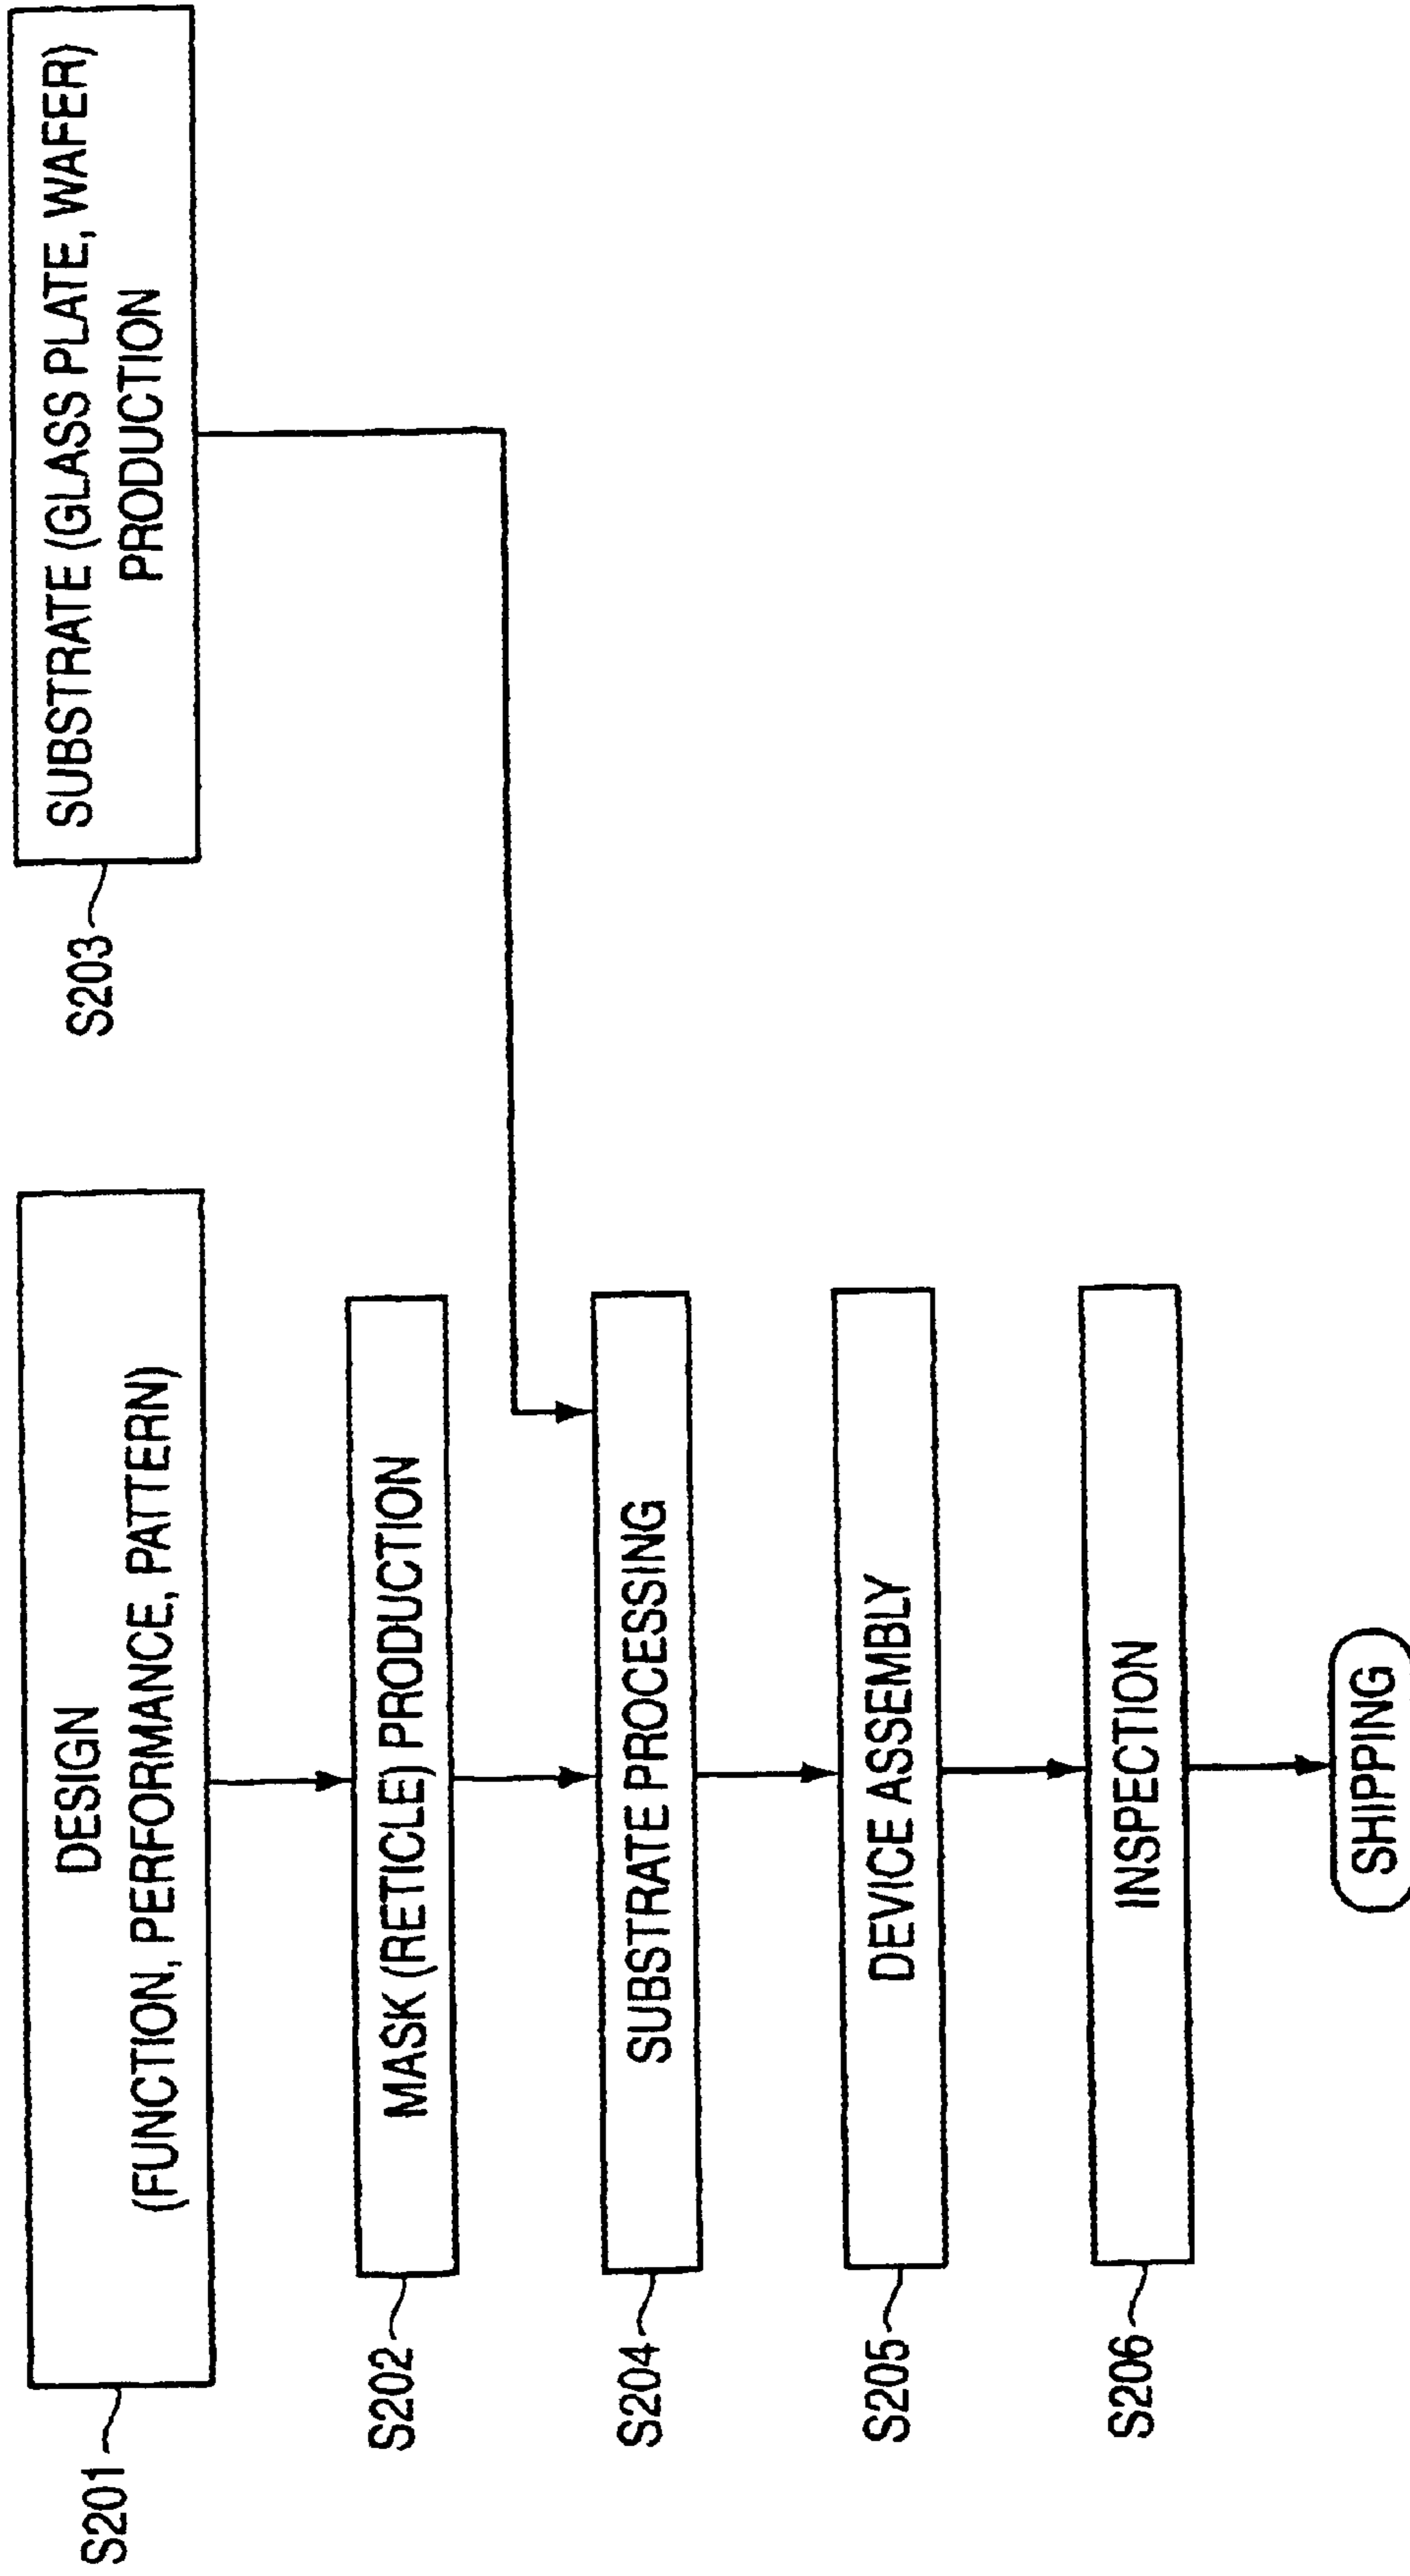 S201
DESIGN
(FUNCTION, PERFORMANCE, PATTERN)
S203
SUBSTRATE (GLASS PLATE, WAFER)
PRODUCTION
S202
MASK (RETICLE) PRODUCTION
S204
SUBSTRATE PROCESSING
S205
DEVICE ASSEMBLY
S206
INSPECTION
SHIPPING